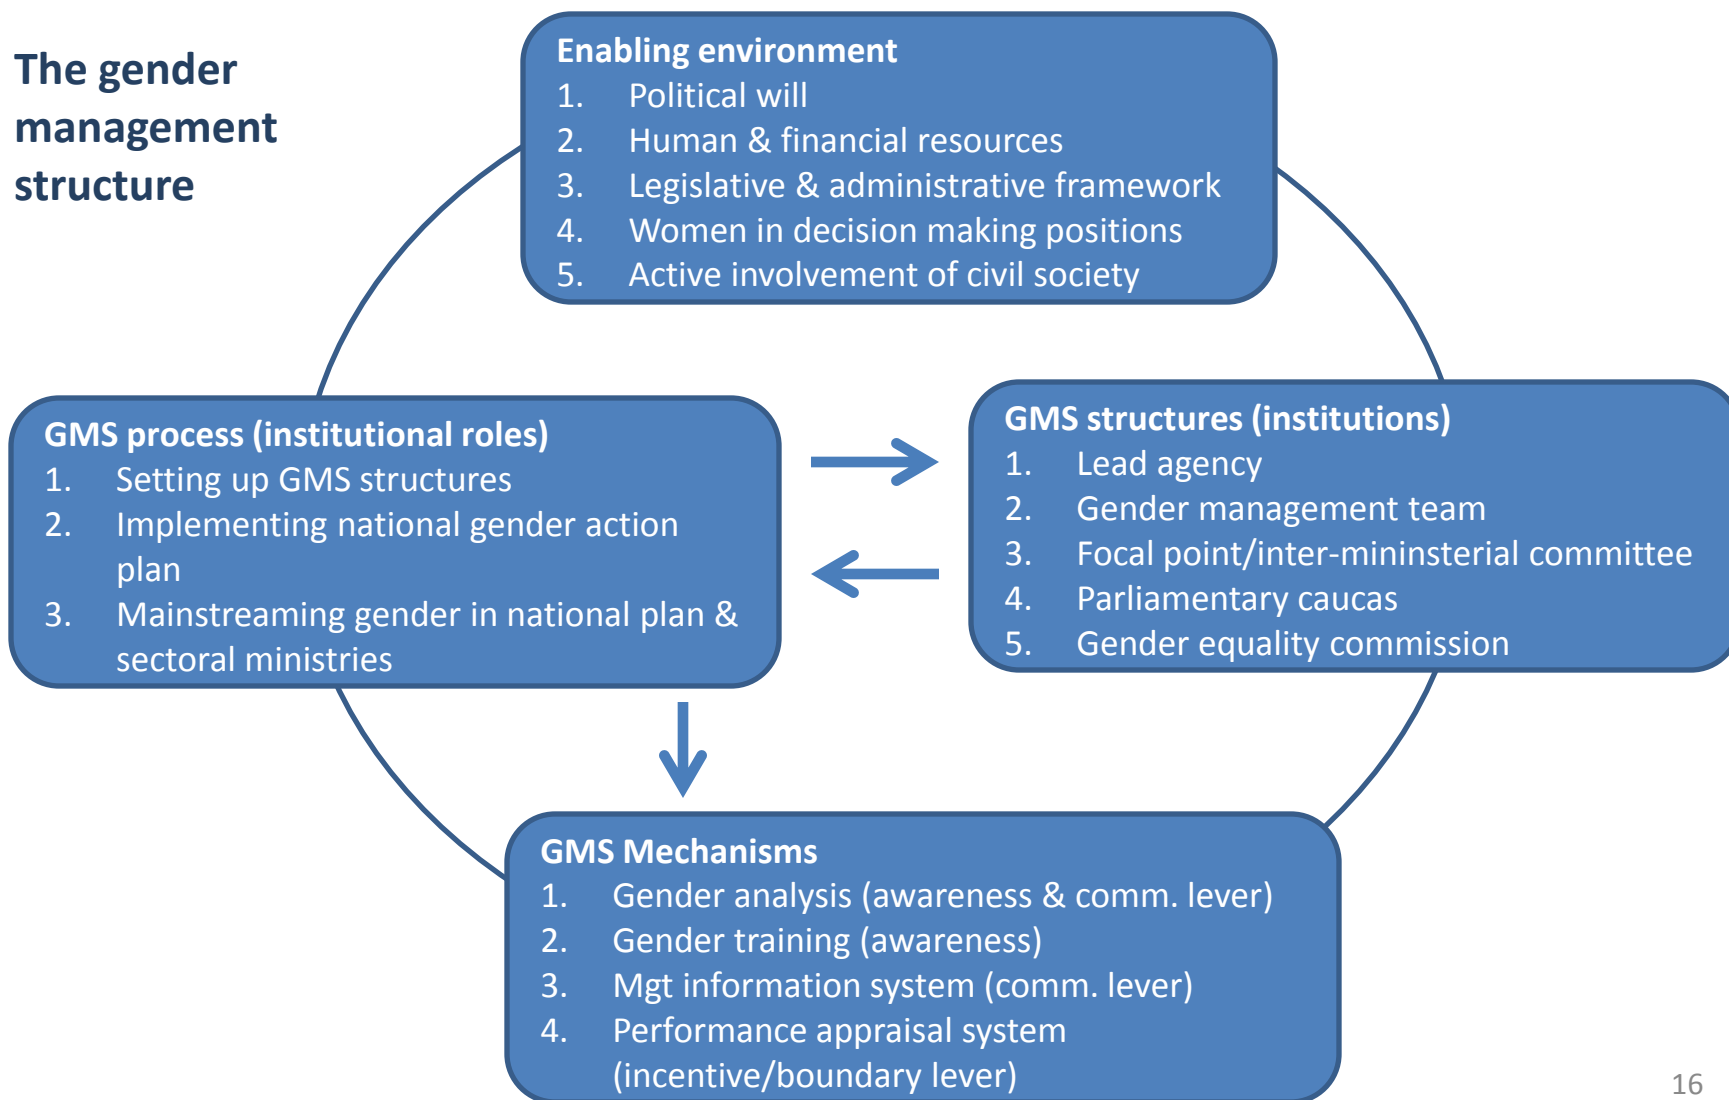 The gender
management
structure
Enabling environment
1. Political will
2. Human & financial resources
3. Legislative & administrative framework
4. Women in decision making positions
5. Active involvement of civil society
GMS process (institutional roles)
1. Setting up GMS structures
2. Implementing national gender action
plan
3. Mainstreaming gender in national plan &
sectoral ministries
GMS structures (institutions)
1. Lead agency
2. Gender management team
3. Focal point/inter-mininsterial committee
4. Parliamentary caucas
5. Gender equality commission
GMS Mechanisms
1. Gender analysis (awareness & comm. lever)
2. Gender training (awareness)
3. Mgt information system (comm. lever)
4. Performance appraisal system
(incentive/boundary lever)
16